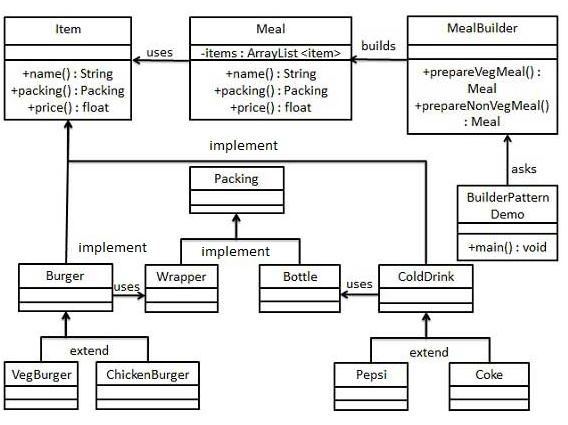 Item
+name() : String
+packing() : Packing
+price() : float
uses
Meal
-items : ArrayList <item>
+name() : String
+packing() : Packing
+price() : float
builds
MealBuilder
+prepareVegMeal() :
Meal
+prepareNonVegMeal()
: Meal
implement
asks
Packing
BuilderPattern
Demo
+main() : void
implement
implement
Burger
uses
Wrapper
Bottle
uses
ColdDrink
extend
extend
VegBurger
ChickenBurger
Pepsi
Coke